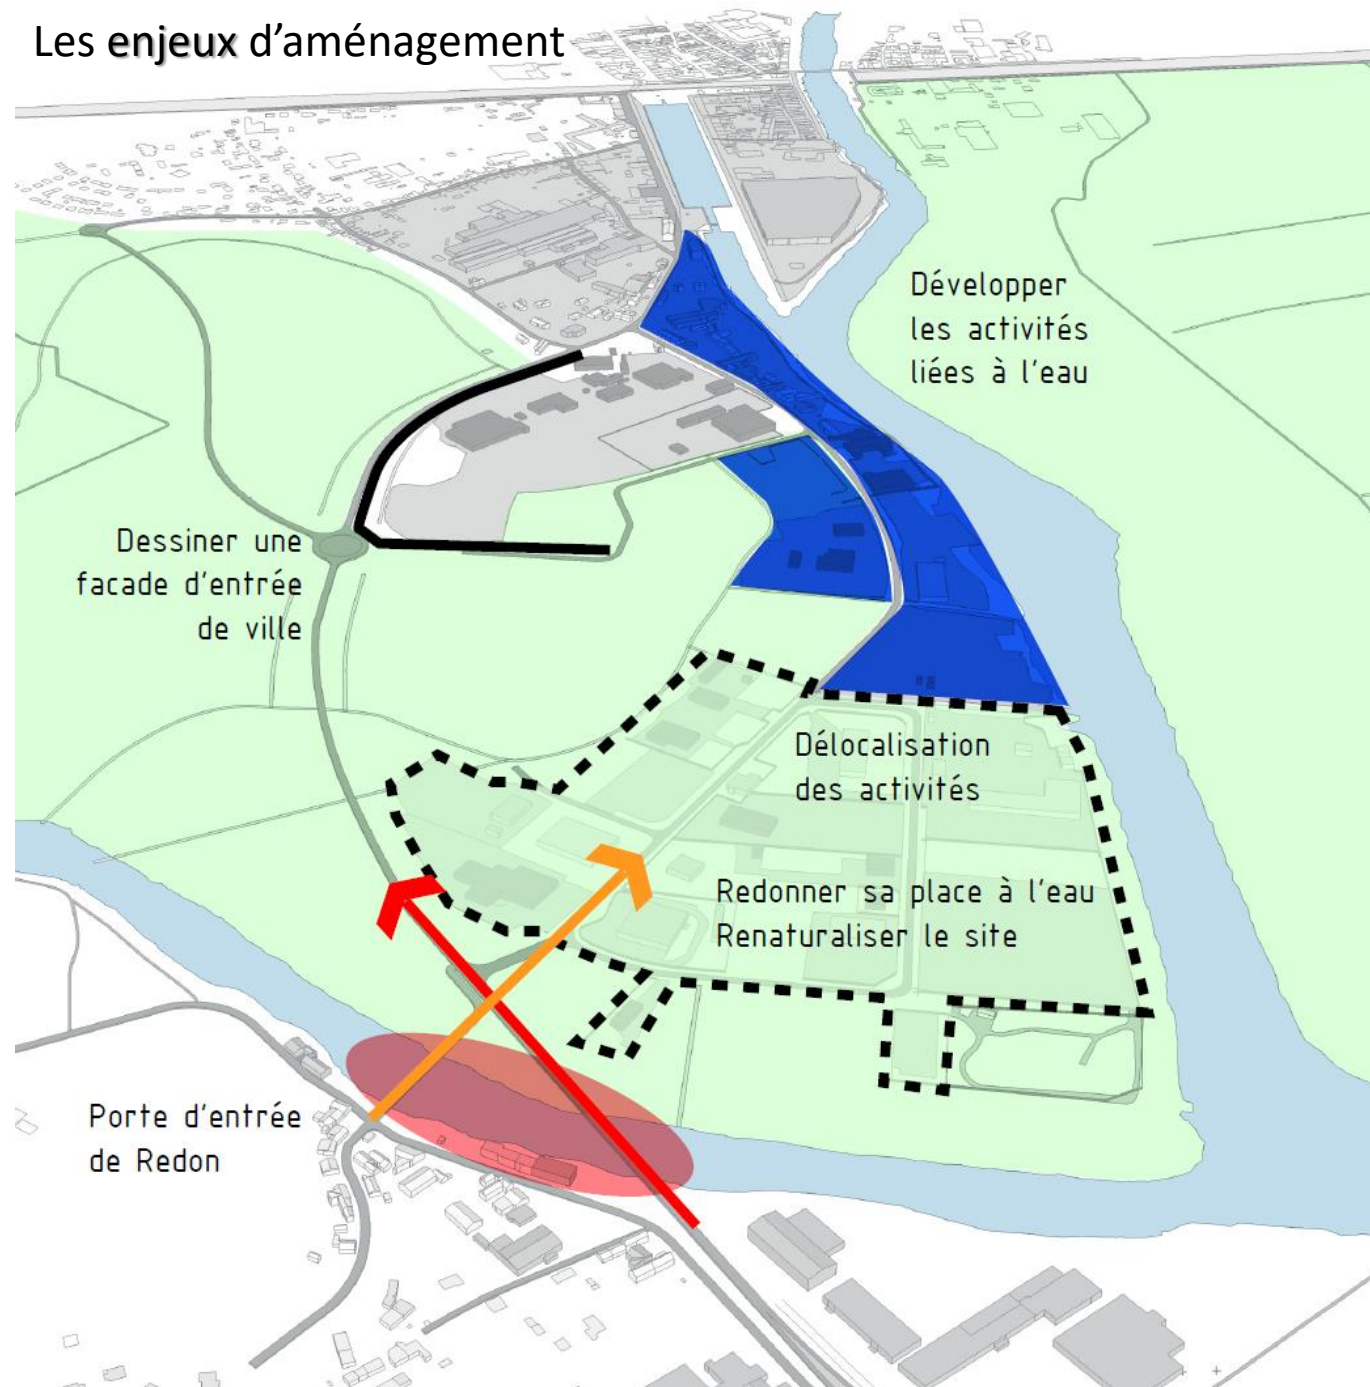 Les enjeux d'aménagement
Développer
les activités
liées à l'eau
Dessiner une
facade d'entrée
de ville
Délocalisation
des activités
Redonner sa place à l'eau
Renaturaliser le site
Porte d'entrée
de Redon